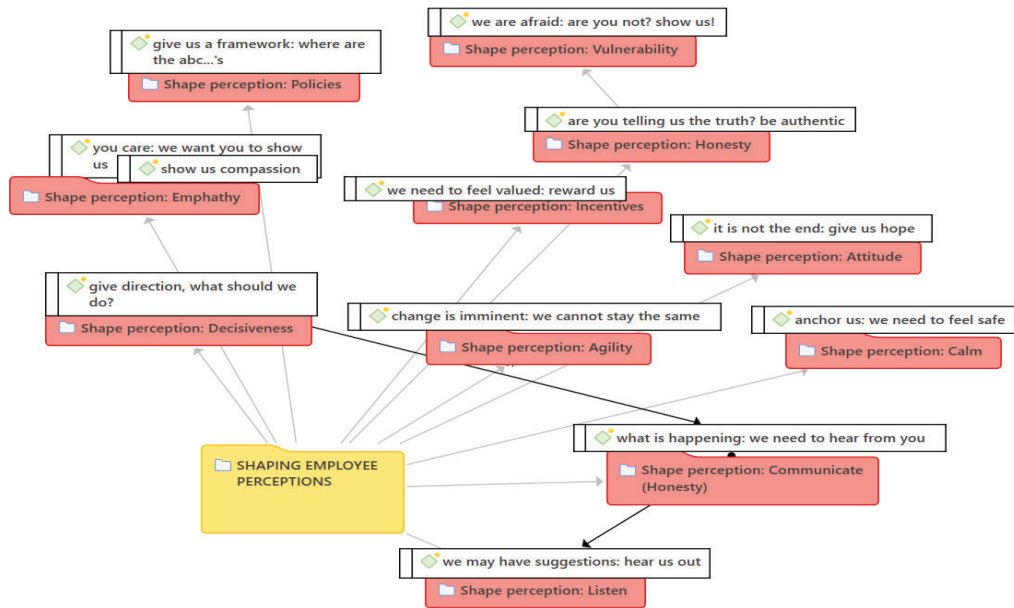 we are afraid: are you not? show us!
Shape perception: Vulnerability
give us a framework: where are
the abc...'s
Shape perception: Policies
are you telling us the truth? be authentic
Shape perception: Honesty
you care: we want you to show
us
show us compassion
Shape perception: Emphathy
we need to feel valued: reward us
Shape perception: Incentives
it is not the end: give us hope
Shape perception: Attitude
give direction, what should we
do?
Shape perception: Decisiveness
change is imminent: we cannot stay the same
Shape perception: Agility
anchor us: we need to feel safe
Shape perception: Calm
what is happening: we need to hear from you
Shape perception: Communicate
(Honesty)
SHAPING EMPLOYEE
PERCEPTIONS
we may have suggestions: hear us out
Shape perception: Listen